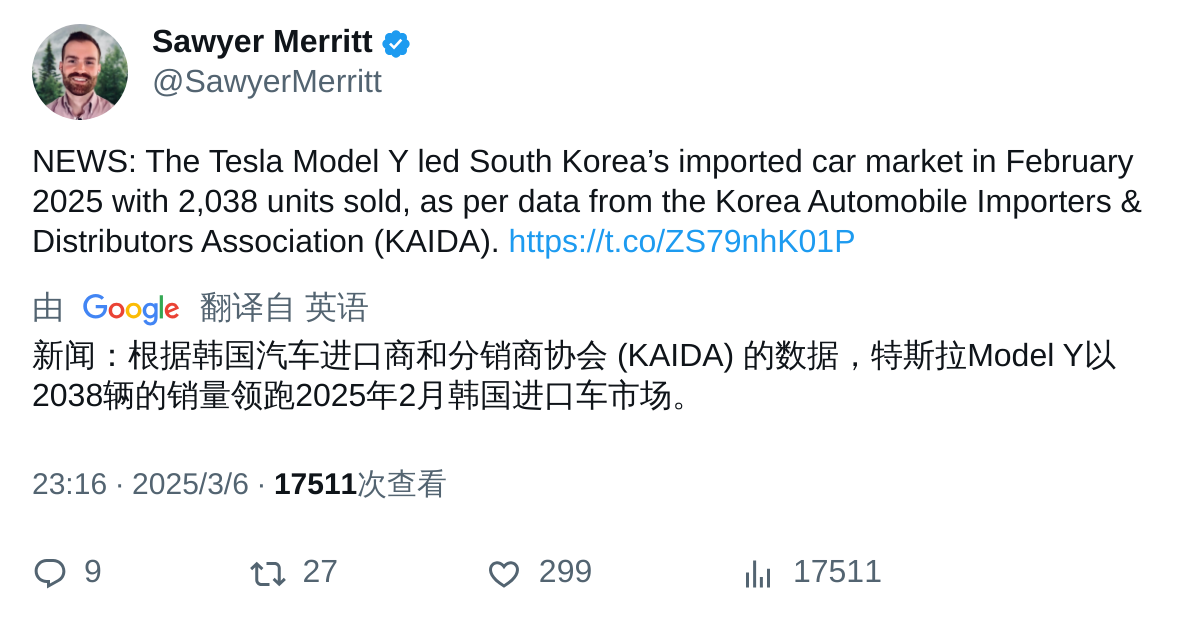 Sawyer Merritt
@SawyerMerritt
NEWS: The Tesla Model Y led South Korea’s imported car market in February
2025 with 2,038 units sold, as per data from the Korea Automobile Importers &
Distributors Association (KAIDA). https://t.co/ZS79nhK01P
由 Google 翻译自 英语
新闻：根据韩国汽车进口商和分销商协会 (KAIDA) 的数据，特斯拉Model Y以
2038辆的销量领跑2025年2月韩国进口车市场。
23:16 · 2025/3/6 · 17511次查看
9 27 299 17511